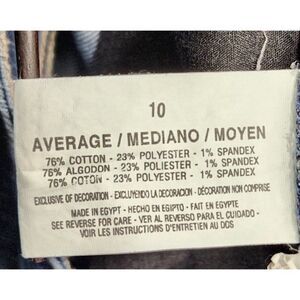 10
AVERAGE / MEDIANO / MOYEN
76% COTTON - 23% POLYESTER - 1% SPANDEX
76% ALGODON - 23% POLIESTER - 1% SPANDEX
76% COTON - 23% POLYESTER - 1% SPANDEX
EXCLUSIVE OF DECORATION - EXCLUYENDO LA DECORACION - DÉCORATION NON COMPRISE
MADE IN EGYPT - HECHO EN EGIPTO - FAIT EN EGYPTE
SEE REVERSE FOR CARE - VER AL REVERSO PARA EL CUIDADO -
VOIR LES INSTRUCTIONS D'ENTRETIEN AU DOS